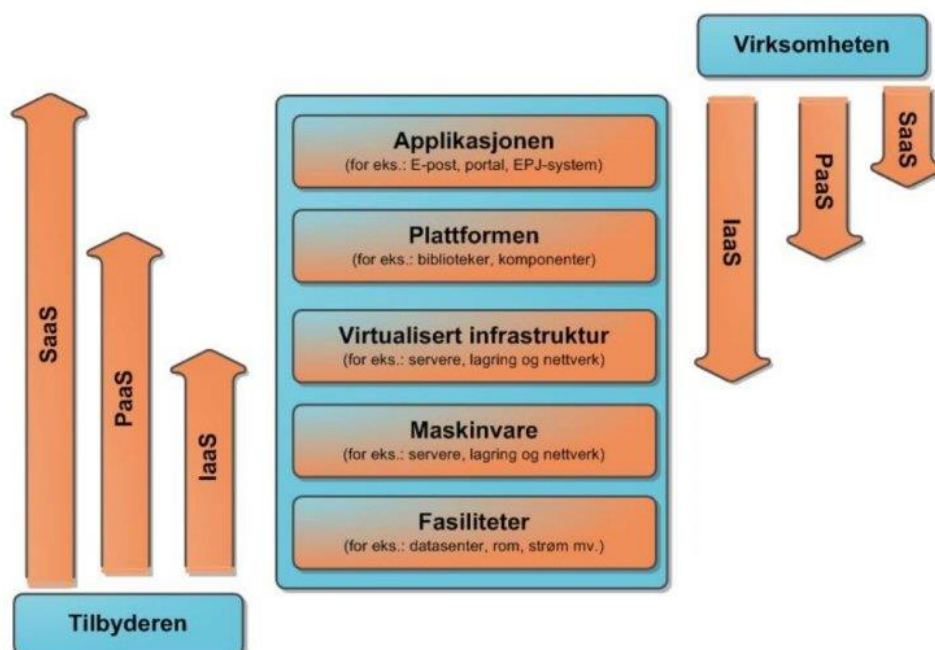 Virksomheten
SaaS
PaaS
IaaS
Applikasjonen
(for eks.: E-post, portal, EPJ-system)
Plattformen
(for eks.: biblioteker, komponenter)
Virtualisert infrastruktur
(for eks.: servere, lagring og nettverk)
Maskinvare
(for eks.: servere, lagring og nettverk)
Fasiliteter
(for eks.: datasenter, rom, strøm mv.)
SaaS
PaaS
IaaS
Tilbyderen